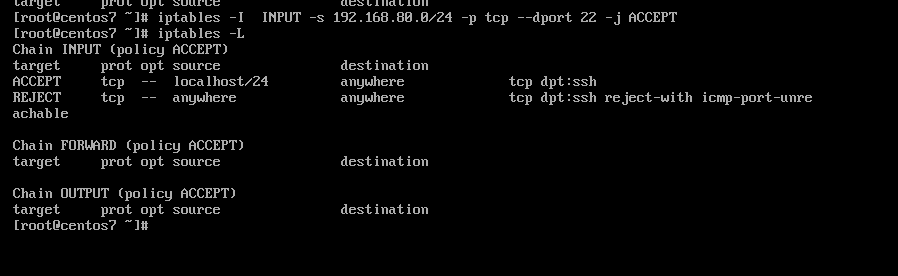 target     prot opt source               destination
[root@centos7 ~]# iptables -I  INPUT -s 192.168.80.0/24 -p tcp --dport 22 -j ACCEPT
[root@centos7 ~]# iptables -L
Chain INPUT (policy ACCEPT)
target     prot opt source               destination
ACCEPT     tcp  --  localhost/24         anywhere             tcp dpt:ssh
REJECT     tcp  --  anywhere             anywhere             tcp dpt:ssh reject-with icmp-port-unre
achable
Chain FORWARD (policy ACCEPT)
target     prot opt source               destination
Chain OUTPUT (policy ACCEPT)
target     prot opt source               destination
[root@centos7 ~]#